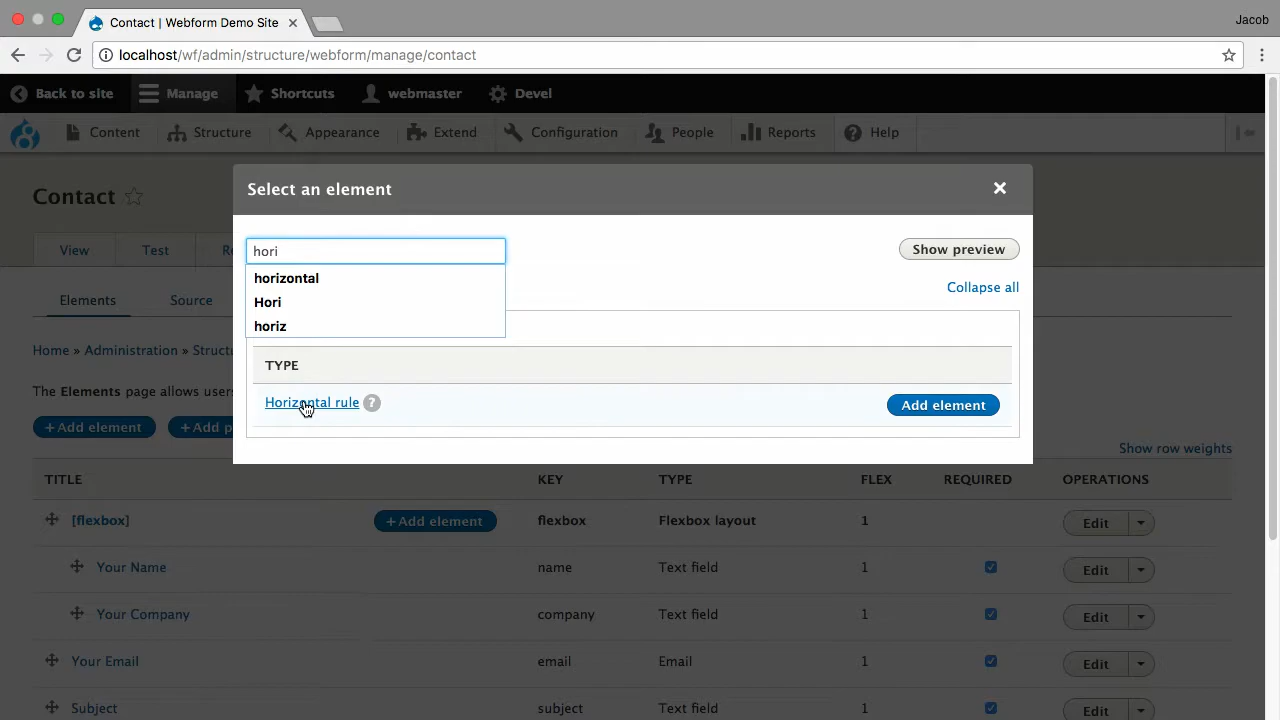 Contact | Webform Demo Site
Jacob
localhost/wf/admin/structure/webform/manage/contact
Back to site Manage Shortcuts webmaster Devel
Content Structure Appearance Extend Configuration People Reports Help
Contact
Select an element
View Test R
hori
Show preview
horizontal
Hori
horiz
Collapse all
Elements Source
Home » Administration » Struct
TYPE
The Elements page allows users
Horizontal rule ?
Add element
+ Add element + Add p
Show row weights
TITLE KEY TYPE FLEX REQUIRED OPERATIONS
[flexbox] + Add element flexbox Flexbox layout 1 Edit
Your Name name Text field 1 Edit
Your Company company Text field 1 Edit
Your Email email Email 1 Edit
Subject subject Text field 1 Edit